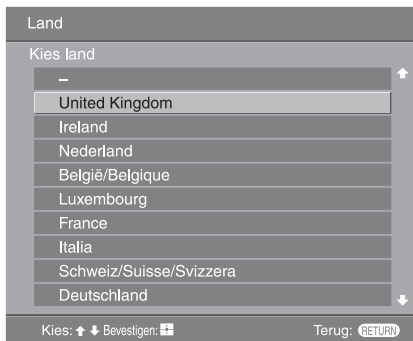 Land
Kies land
–
United Kingdom
Ireland
Nederland
België/Belgique
Luxembourg
France
Italia
Schweiz/Suisse/Svizzera
Deutschland
Kies: Bevestigen: Terug: RETURN